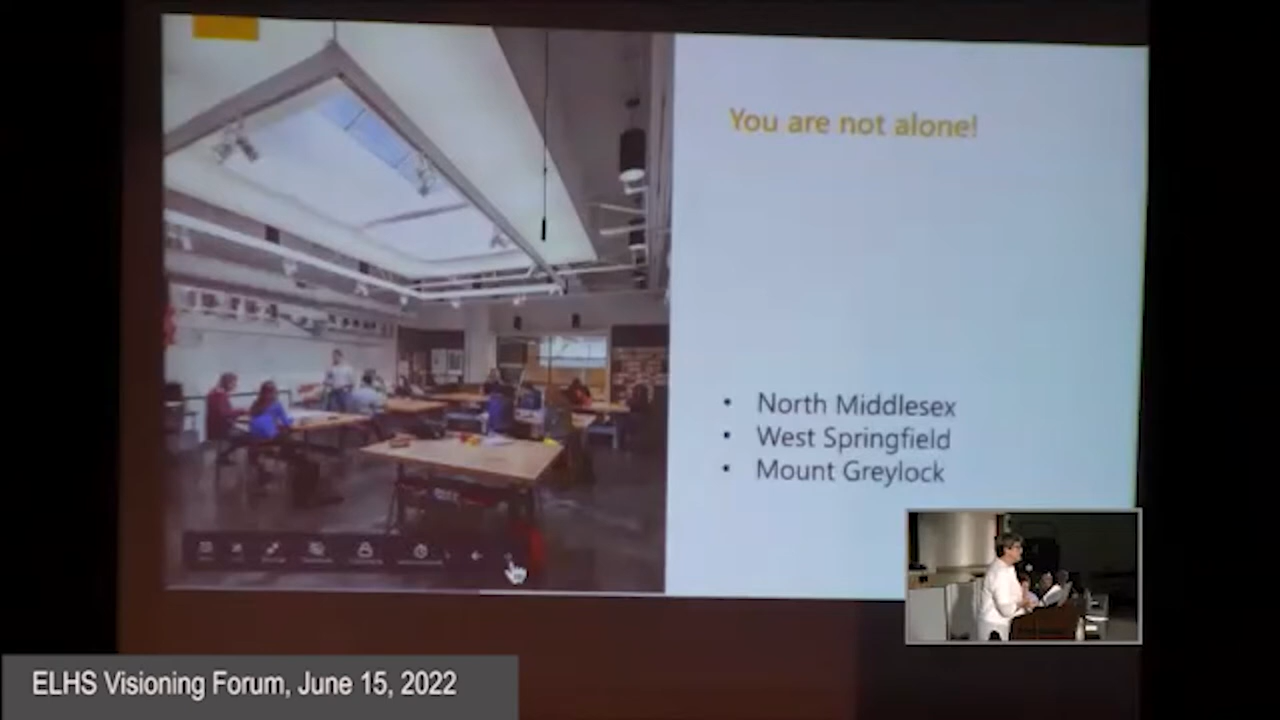 You are not alone!
• North Middlesex
• West Springfield
• Mount Greylock
ELHS Visioning Forum, June 15, 2022